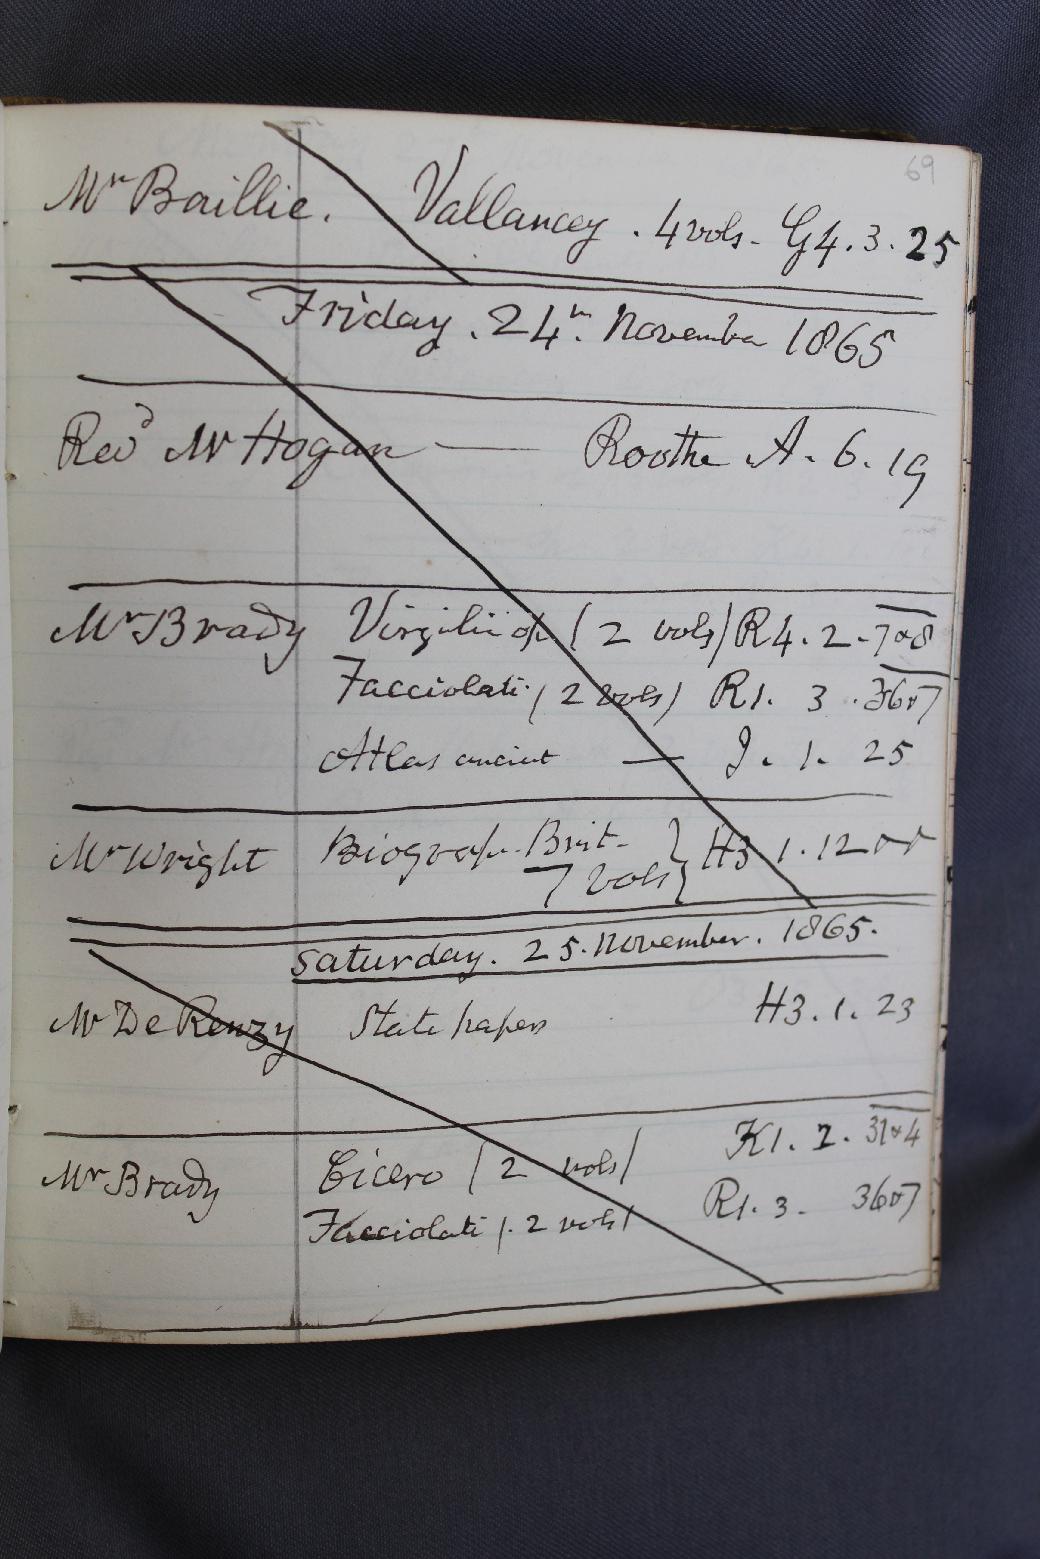 69
Mr Baillie. Vallancey. 4 vols - G4. 3. 25
Friday. 24th. November 1865
Revd Mr Hogan — Roothe A. 6. 19
Mr Brady Virgilii op (2 vols) R4. 2 - 7&8
Facciolati (2 vols) R1. 3. 36&7
Atlas ancient — J. 1. 25
Mr Wright Biograph. Brit- } H3 1. 12
7 vols }
Saturday. 25. November. 1865.
Mr De Renzy State papers H3. 1. 23
Mr Brady Cicero (2 vols) K1. 2. 31&4
Facciolati (. 2 vols) R1. 3. 36&7